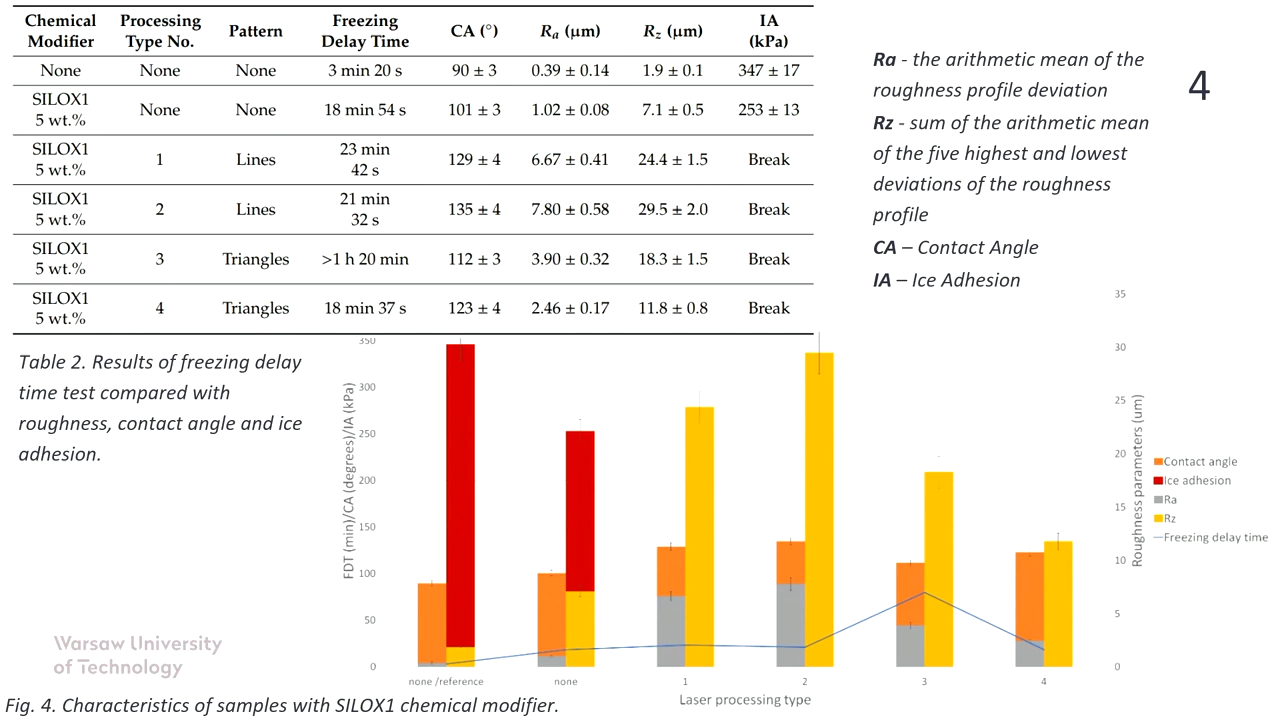 Chemical Modifier Processing Type No. Pattern Freezing Delay Time CA (°) Ra (μm) Rz (μm) IA (kPa)
None None None 3 min 20 s 90 ± 3 0.39 ± 0.14 1.9 ± 0.1 347 ± 17
SILOX1 5 wt.% None None 18 min 54 s 101 ± 3 1.02 ± 0.08 7.1 ± 0.5 253 ± 13
SILOX1 5 wt.% 1 Lines 23 min 42 s 129 ± 4 6.67 ± 0.41 24.4 ± 1.5 Break
SILOX1 5 wt.% 2 Lines 21 min 32 s 135 ± 4 7.80 ± 0.58 29.5 ± 2.0 Break
SILOX1 5 wt.% 3 Triangles >1 h 20 min 112 ± 3 3.90 ± 0.32 18.3 ± 1.5 Break
SILOX1 5 wt.% 4 Triangles 18 min 37 s 123 ± 4 2.46 ± 0.17 11.8 ± 0.8 Break
Ra - the arithmetic mean of the
roughness profile deviation
Rz - sum of the arithmetic mean
of the five highest and lowest
deviations of the roughness
profile
CA – Contact Angle
IA – Ice Adhesion
4
Table 2. Results of freezing delay
time test compared with
roughness, contact angle and ice
adhesion.
FDT (min)/CA (degrees)/IA (kPa)
350
300
250
200
150
100
50
0
35
30
25
20
15
10
5
0
Roughness parameters (um)
Contact angle
Ice adhesion
Ra
Rz
Freezing delay time
none /reference none 1 2 3 4
Laser processing type
Warsaw University
of Technology
Fig. 4. Characteristics of samples with SILOX1 chemical modifier.